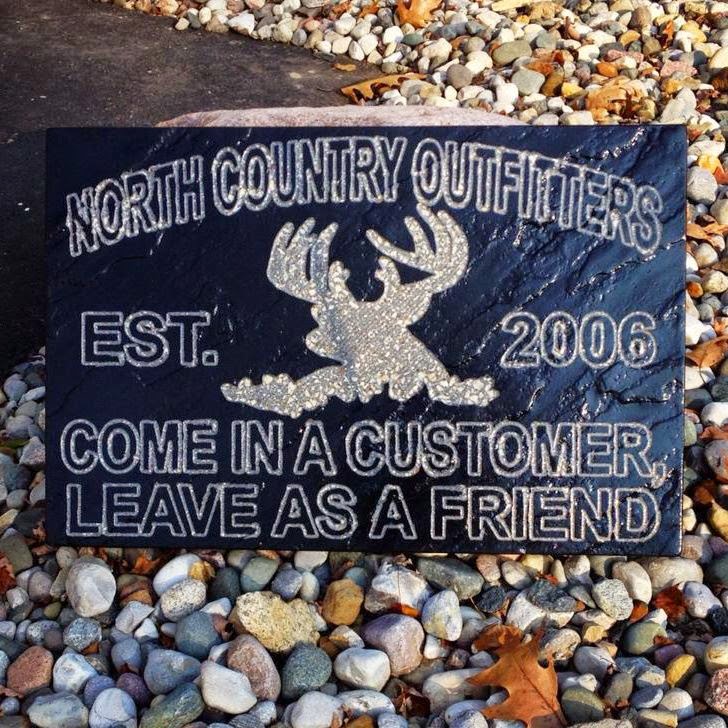 NORTH COUNTRY OUTFITTERS
EST. 2006
COME IN A CUSTOMER,
LEAVE AS A FRIEND